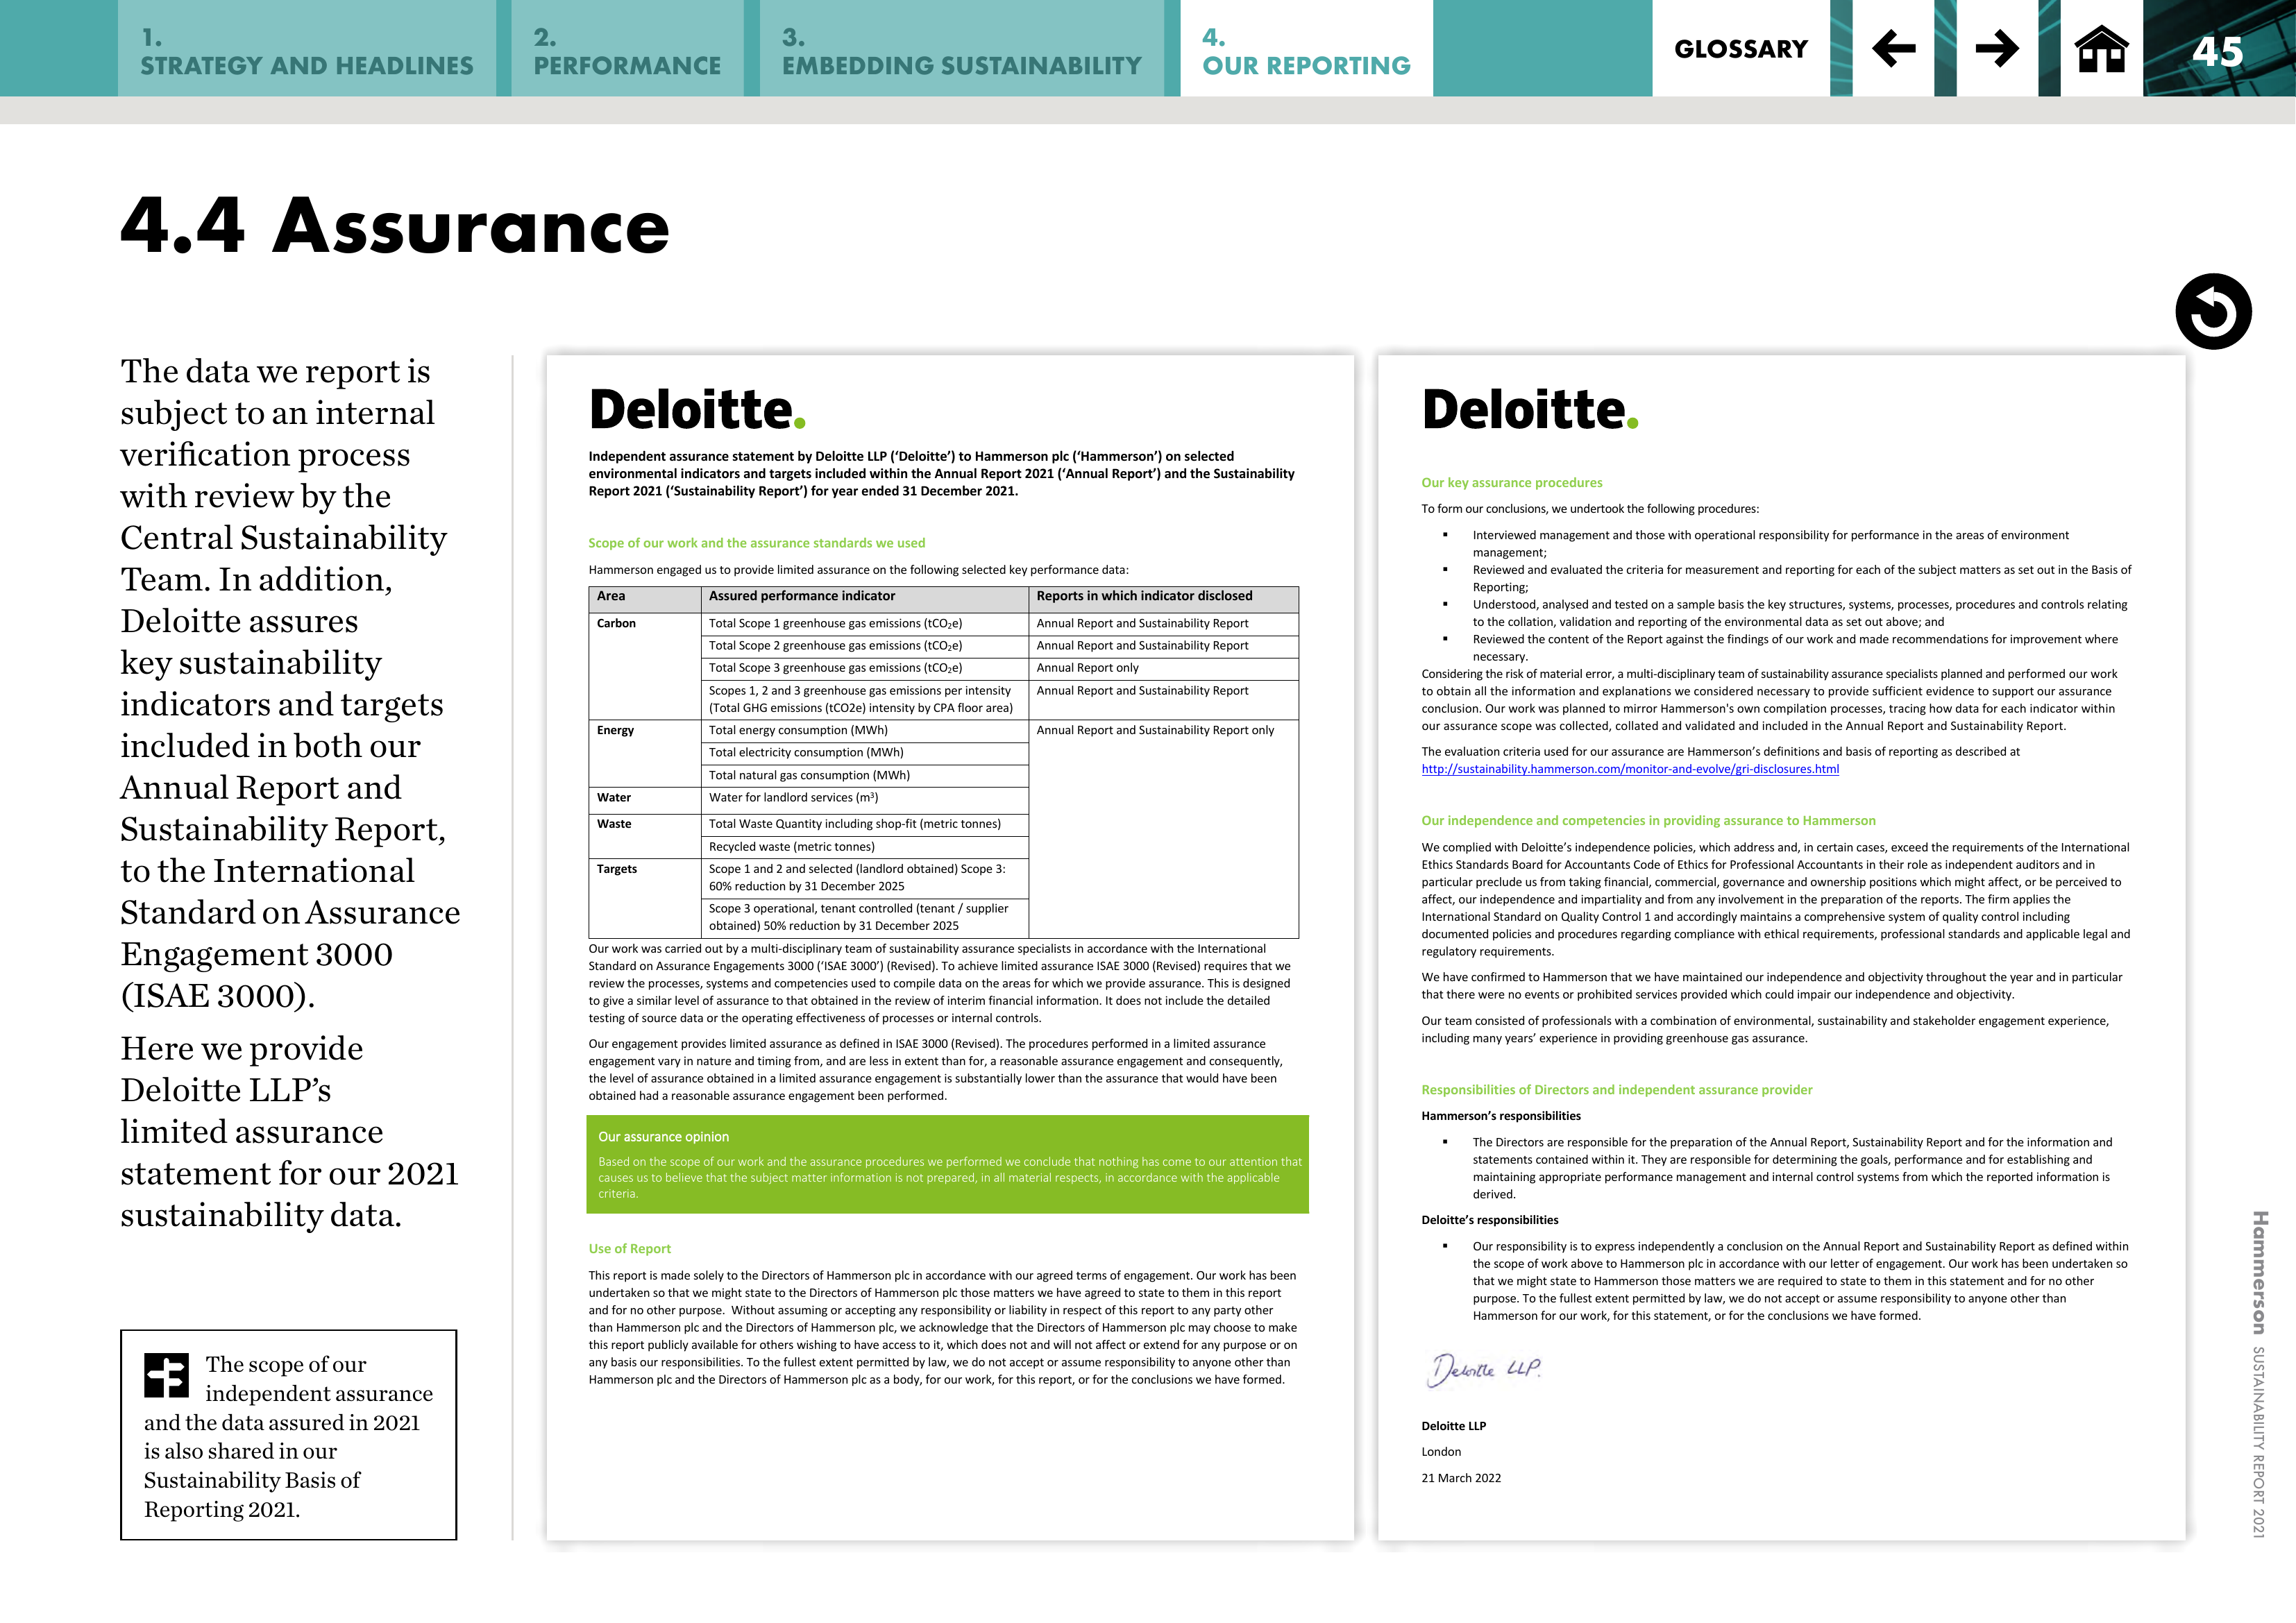 1.
STRATEGY AND HEADLINES
2.
PERFORMANCE
3.
EMBEDDING SUSTAINABILITY
4.
OUR REPORTING
GLOSSARY
45
4.4 Assurance
The data we report is
subject to an internal
verification process
with review by the
Central Sustainability
Team. In addition,
Deloitte assures
key sustainability
indicators and targets
included in both our
Annual Report and
Sustainability Report,
to the International
Standard on Assurance
Engagement 3000
(ISAE 3000).
Here we provide
Deloitte LLP’s
limited assurance
statement for our 2021
sustainability data.
The scope of our
independent assurance
and the data assured in 2021
is also shared in our
Sustainability Basis of
Reporting 2021.
Deloitte.
Independent assurance statement by Deloitte LLP (‘Deloitte’) to Hammerson plc (‘Hammerson’) on selected
environmental indicators and targets included within the Annual Report 2021 (‘Annual Report’) and the Sustainability
Report 2021 (‘Sustainability Report’) for year ended 31 December 2021.
Scope of our work and the assurance standards we used
Hammerson engaged us to provide limited assurance on the following selected key performance data:
Area Assured performance indicator Reports in which indicator disclosed
Carbon Total Scope 1 greenhouse gas emissions (tCO₂e) Annual Report and Sustainability Report
Total Scope 2 greenhouse gas emissions (tCO₂e) Annual Report and Sustainability Report
Total Scope 3 greenhouse gas emissions (tCO₂e) Annual Report only
Scopes 1, 2 and 3 greenhouse gas emissions per intensity Annual Report and Sustainability Report
(Total GHG emissions (tCO2e) intensity by CPA floor area)
Energy Total energy consumption (MWh) Annual Report and Sustainability Report only
Total electricity consumption (MWh)
Total natural gas consumption (MWh)
Water Water for landlord services (m³)
Waste Total Waste Quantity including shop-fit (metric tonnes)
Recycled waste (metric tonnes)
Targets Scope 1 and 2 and selected (landlord obtained) Scope 3:
60% reduction by 31 December 2025
Scope 3 operational, tenant controlled (tenant / supplier
obtained) 50% reduction by 31 December 2025
Our work was carried out by a multi-disciplinary team of sustainability assurance specialists in accordance with the International
Standard on Assurance Engagements 3000 (‘ISAE 3000’) (Revised). To achieve limited assurance ISAE 3000 (Revised) requires that we
review the processes, systems and competencies used to compile data on the areas for which we provide assurance. This is designed
to give a similar level of assurance to that obtained in the review of interim financial information. It does not include the detailed
testing of source data or the operating effectiveness of processes or internal controls.
Our engagement provides limited assurance as defined in ISAE 3000 (Revised). The procedures performed in a limited assurance
engagement vary in nature and timing from, and are less in extent than for, a reasonable assurance engagement and consequently,
the level of assurance obtained in a limited assurance engagement is substantially lower than the assurance that would have been
obtained had a reasonable assurance engagement been performed.
Our assurance opinion
Based on the scope of our work and the assurance procedures we performed we conclude that nothing has come to our attention that
causes us to believe that the subject matter information is not prepared, in all material respects, in accordance with the applicable
criteria.
Use of Report
This report is made solely to the Directors of Hammerson plc in accordance with our agreed terms of engagement. Our work has been
undertaken so that we might state to the Directors of Hammerson plc those matters we have agreed to state to them in this report
and for no other purpose. Without assuming or accepting any responsibility or liability in respect of this report to any party other
than Hammerson plc and the Directors of Hammerson plc, we acknowledge that the Directors of Hammerson plc may choose to make
this report publicly available for others wishing to have access to it, which does not and will not affect or extend for any purpose or on
any basis our responsibilities. To the fullest extent permitted by law, we do not accept or assume responsibility to anyone other than
Hammerson plc and the Directors of Hammerson plc as a body, for our work, for this report, or for the conclusions we have formed.
Deloitte.
Our key assurance procedures
To form our conclusions, we undertook the following procedures:
▪ Interviewed management and those with operational responsibility for performance in the areas of environment
management;
▪ Reviewed and evaluated the criteria for measurement and reporting for each of the subject matters as set out in the Basis of
Reporting;
▪ Understood, analysed and tested on a sample basis the key structures, systems, processes, procedures and controls relating
to the collation, validation and reporting of the environmental data as set out above; and
▪ Reviewed the content of the Report against the findings of our work and made recommendations for improvement where
necessary.
Considering the risk of material error, a multi-disciplinary team of sustainability assurance specialists planned and performed our work
to obtain all the information and explanations we considered necessary to provide sufficient evidence to support our assurance
conclusion. Our work was planned to mirror Hammerson's own compilation processes, tracing how data for each indicator within
our assurance scope was collected, collated and validated and included in the Annual Report and Sustainability Report.
The evaluation criteria used for our assurance are Hammerson’s definitions and basis of reporting as described at
http://sustainability.hammerson.com/monitor-and-evolve/gri-disclosures.html
Our independence and competencies in providing assurance to Hammerson
We complied with Deloitte’s independence policies, which address and, in certain cases, exceed the requirements of the International
Ethics Standards Board for Accountants Code of Ethics for Professional Accountants in their role as independent auditors and in
particular preclude us from taking financial, commercial, governance and ownership positions which might affect, or be perceived to
affect, our independence and impartiality and from any involvement in the preparation of the reports. The firm applies the
International Standard on Quality Control 1 and accordingly maintains a comprehensive system of quality control including
documented policies and procedures regarding compliance with ethical requirements, professional standards and applicable legal and
regulatory requirements.
We have confirmed to Hammerson that we have maintained our independence and objectivity throughout the year and in particular
that there were no events or prohibited services provided which could impair our independence and objectivity.
Our team consisted of professionals with a combination of environmental, sustainability and stakeholder engagement experience,
including many years’ experience in providing greenhouse gas assurance.
Responsibilities of Directors and independent assurance provider
Hammerson’s responsibilities
▪ The Directors are responsible for the preparation of the Annual Report, Sustainability Report and for the information and
statements contained within it. They are responsible for determining the goals, performance and for establishing and
maintaining appropriate performance management and internal control systems from which the reported information is
derived.
Deloitte’s responsibilities
▪ Our responsibility is to express independently a conclusion on the Annual Report and Sustainability Report as defined within
the scope of work above to Hammerson plc in accordance with our letter of engagement. Our work has been undertaken so
that we might state to Hammerson those matters we are required to state to them in this statement and for no other
purpose. To the fullest extent permitted by law, we do not accept or assume responsibility to anyone other than
Hammerson for our work, for this statement, or for the conclusions we have formed.
Deloitte LLP.
Deloitte LLP
London
21 March 2022
Hammerson SUSTAINABILITY REPORT 2021